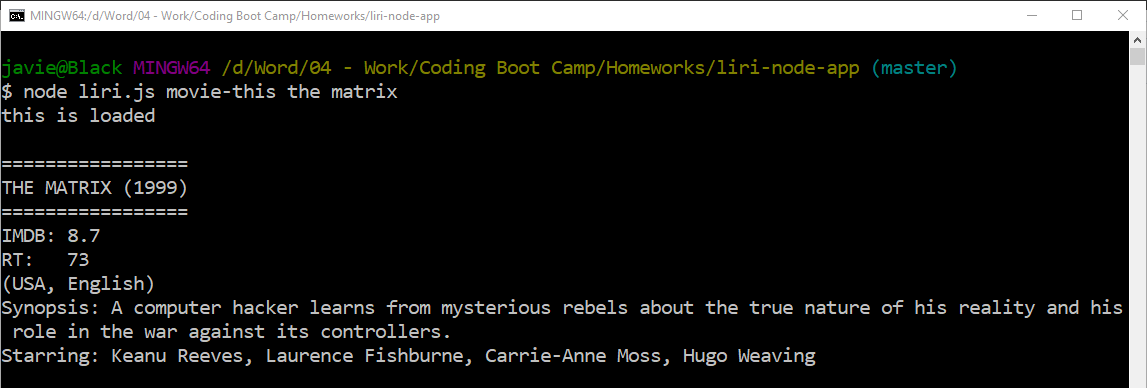 MINGW64:/d/Word/04 - Work/Coding Boot Camp/Homeworks/liri-node-app
javie@Black MINGW64 /d/Word/04 - Work/Coding Boot Camp/Homeworks/liri-node-app (master)
$ node liri.js movie-this the matrix
this is loaded
=================
THE MATRIX (1999)
=================
IMDB: 8.7
RT:   73
(USA, English)
Synopsis: A computer hacker learns from mysterious rebels about the true nature of his reality and his
 role in the war against its controllers.
Starring: Keanu Reeves, Laurence Fishburne, Carrie-Anne Moss, Hugo Weaving